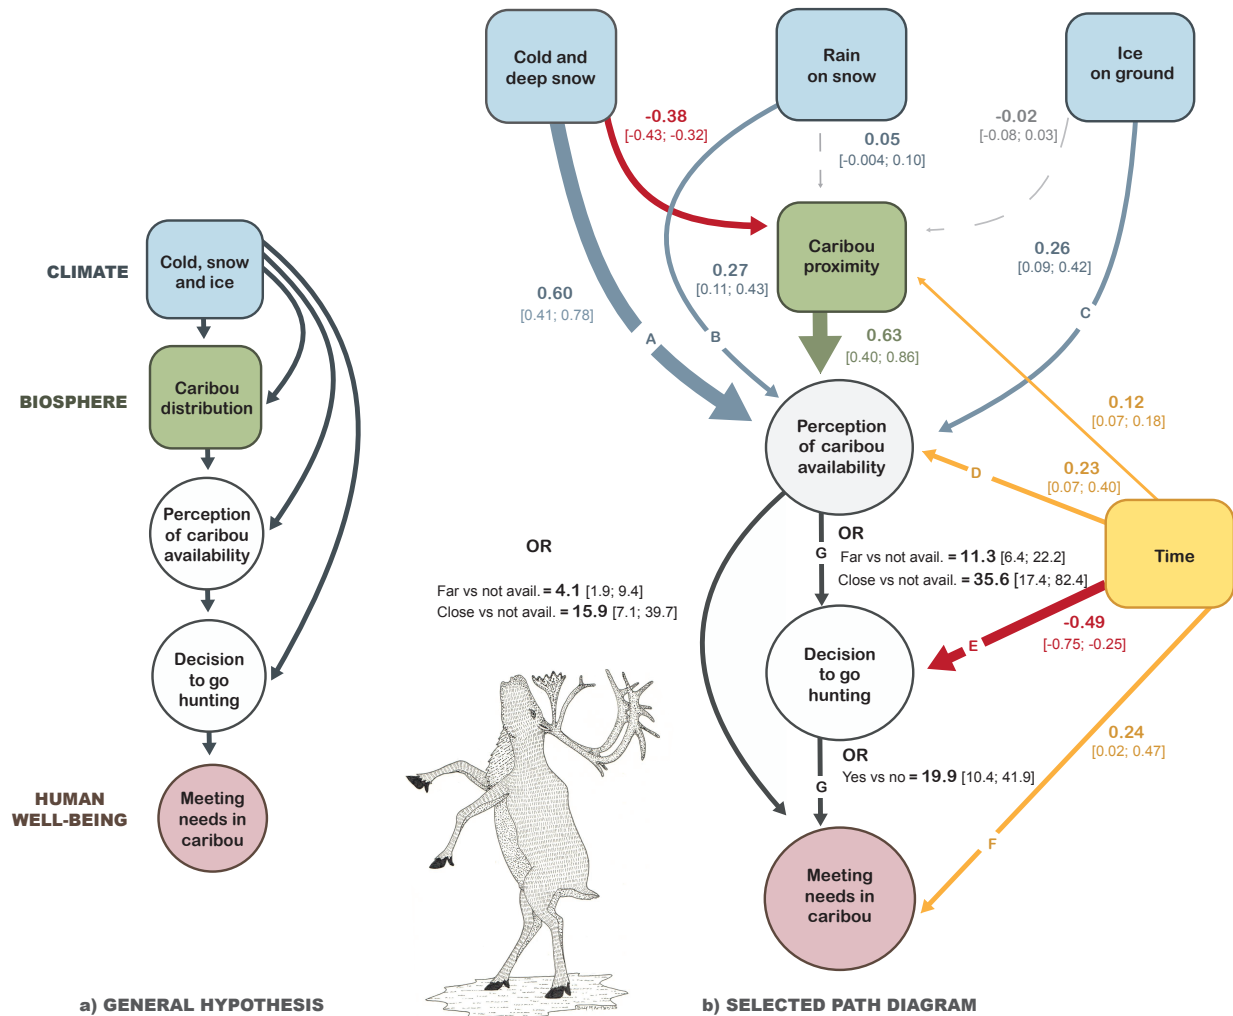 CLIMATE
Cold, snow
and ice
BIOSPHERE
Caribou
distribution
Perception
of caribou
availability
Decision
to go
hunting
HUMAN
WELL-BEING
Meeting
needs in
caribou
a) GENERAL HYPOTHESIS
Cold and
deep snow
Rain
on snow
Ice
on ground
-0.38
[-0.43; -0.32]
0.05
[-0.004; 0.10]
-0.02
[-0.08; 0.03]
Caribou
proximity
0.60
[0.41; 0.78]
0.27
[0.11; 0.43]
0.26
[0.09; 0.42]
A
B
C
0.63
[0.40; 0.86]
0.12
[0.07; 0.18]
Perception
of caribou
availability
0.23
[0.07; 0.40]
D
Time
OR
Far vs not avail. = 4.1 [1.9; 9.4]
Close vs not avail. = 15.9 [7.1; 39.7]
G
OR
Far vs not avail. = 11.3 [6.4; 22.2]
Close vs not avail. = 35.6 [17.4; 82.4]
-0.49
[-0.75; -0.25]
E
Decision
to go
hunting
0.24
[0.02; 0.47]
OR
Yes vs no = 19.9 [10.4; 41.9]
G
F
Meeting
needs in
caribou
b) SELECTED PATH DIAGRAM